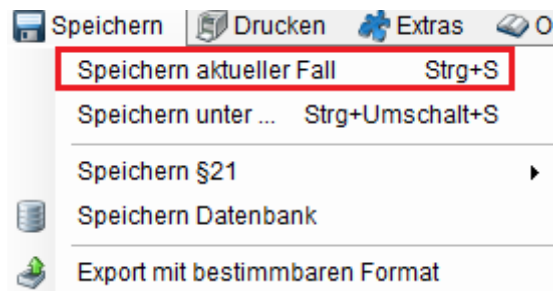 Speichern Drucken Extras O
Speichern aktueller Fall Strg+S
Speichern unter ... Strg+Umschalt+S
Speichern §21
Speichern Datenbank
Export mit bestimmbaren Format